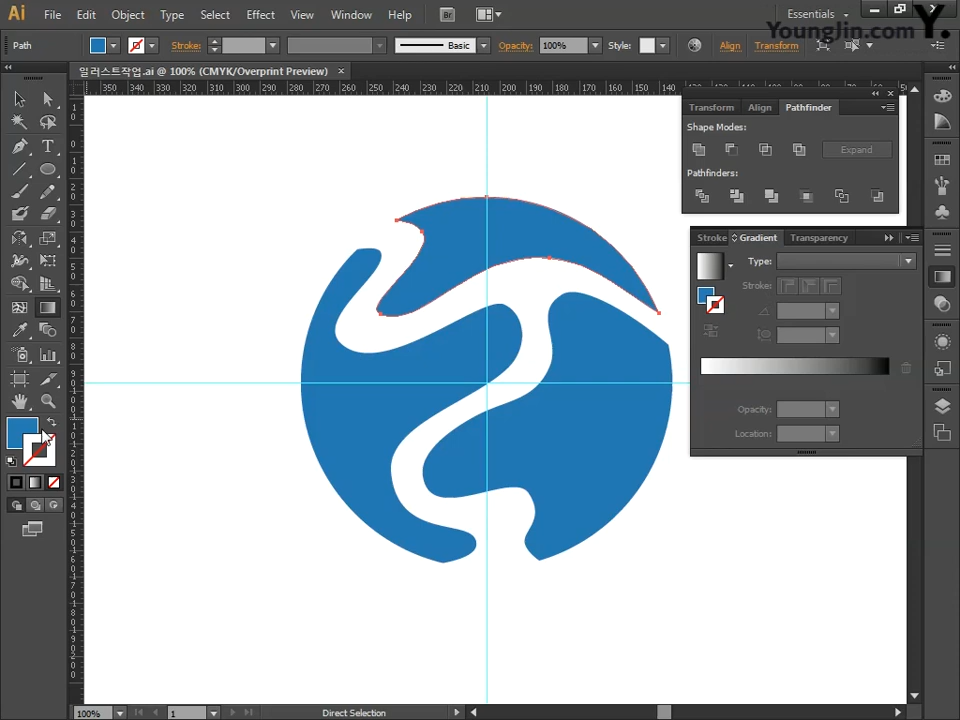 Ai File Edit Object Type Select Effect View Window Help Br Essentials
YoungJin.com Y.
Path Stroke: Basic Opacity: 100% Style: Align Transform
일러스트작업.ai @ 100% (CMYK/Overprint Preview) ×
350 340 330 320 310 300 290 280 270 260 250 240 230 220 210 200 190 180 170 160 150 140
Transform Align Pathfinder
Shape Modes:
Expand
Pathfinders:
Stroke Gradient Transparency
Type:
Stroke:
Opacity:
Location:
100% 1 Direct Selection